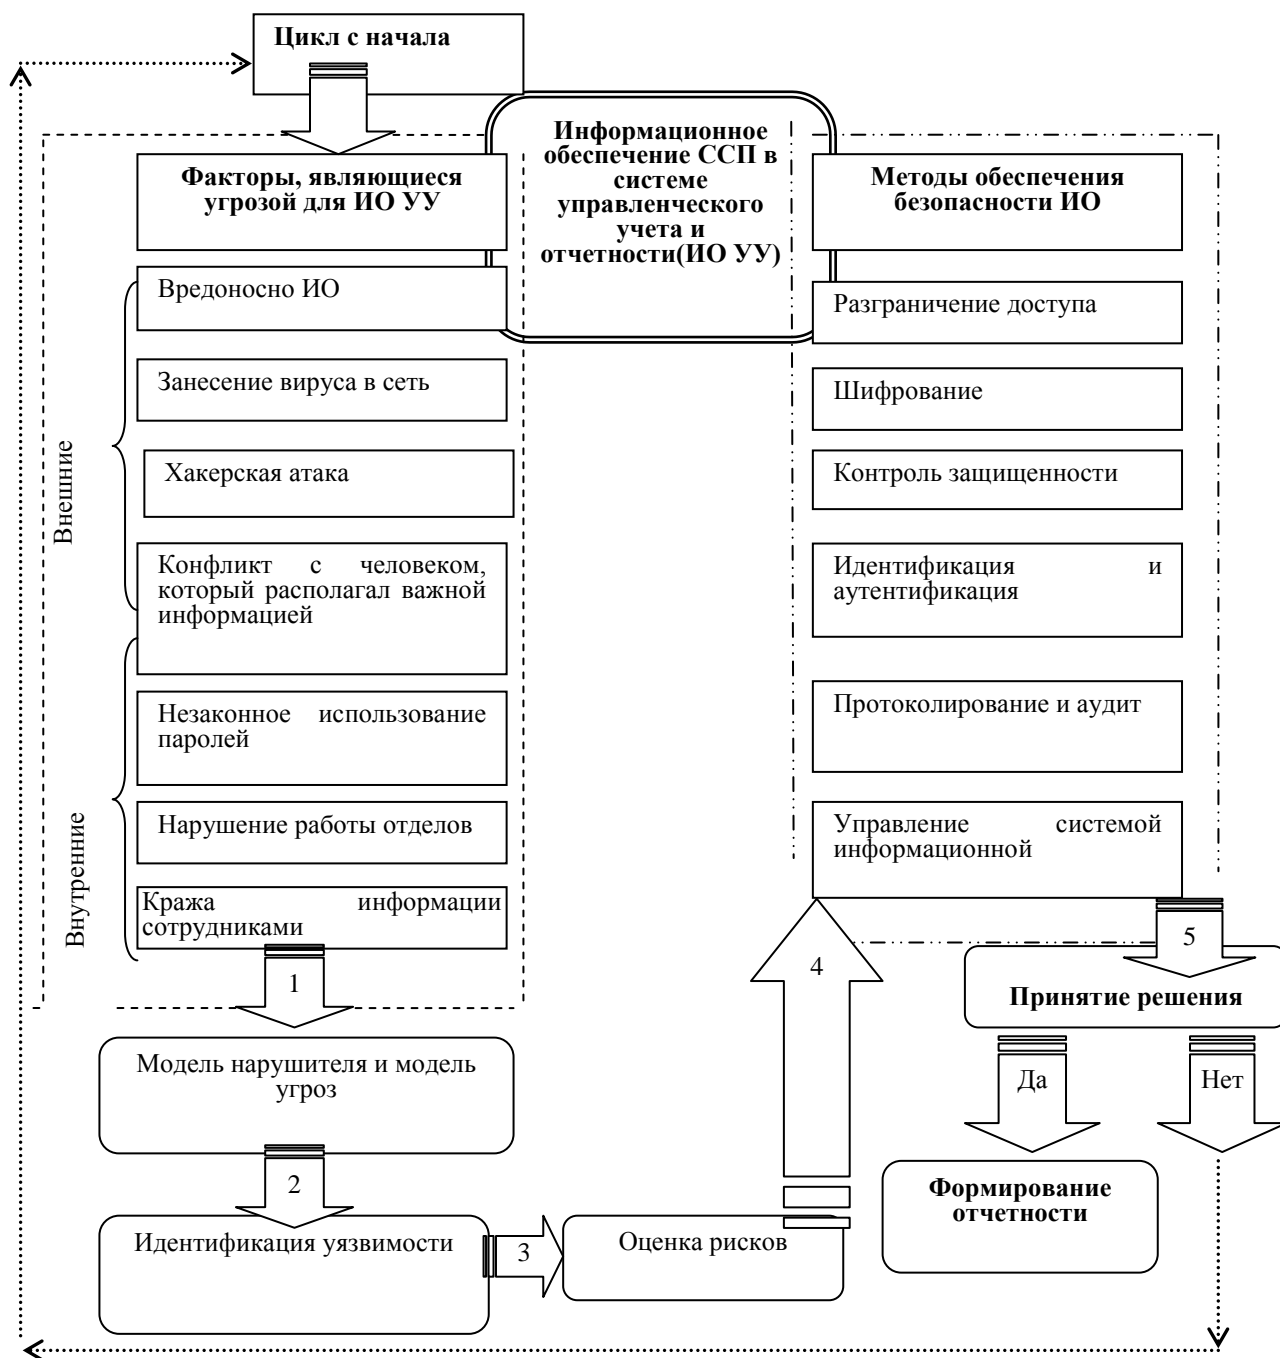 Цикл с начала
Информационное
обеспечение ССП в
системе
управленческого
учета и
отчетности(ИО УУ)
Факторы, являющиеся
угрозой для ИО УУ
Внешние
Вредоносно ИО
Занесение вируса в сеть
Хакерская атака
Конфликт с человеком,
который располагал важной
информацией
Внутренние
Незаконное использование
паролей
Нарушение работы отделов
Кража информации
сотрудниками
Методы обеспечения
безопасности ИО
Разграничение доступа
Шифрование
Контроль защищенности
Идентификация и
аутентификация
Протоколирование и аудит
Управление системой
информационной
1
Модель нарушителя и модель
угроз
2
Идентификация уязвимости
3
Оценка рисков
4
5
Принятие решения
Да
Нет
Формирование
отчетности